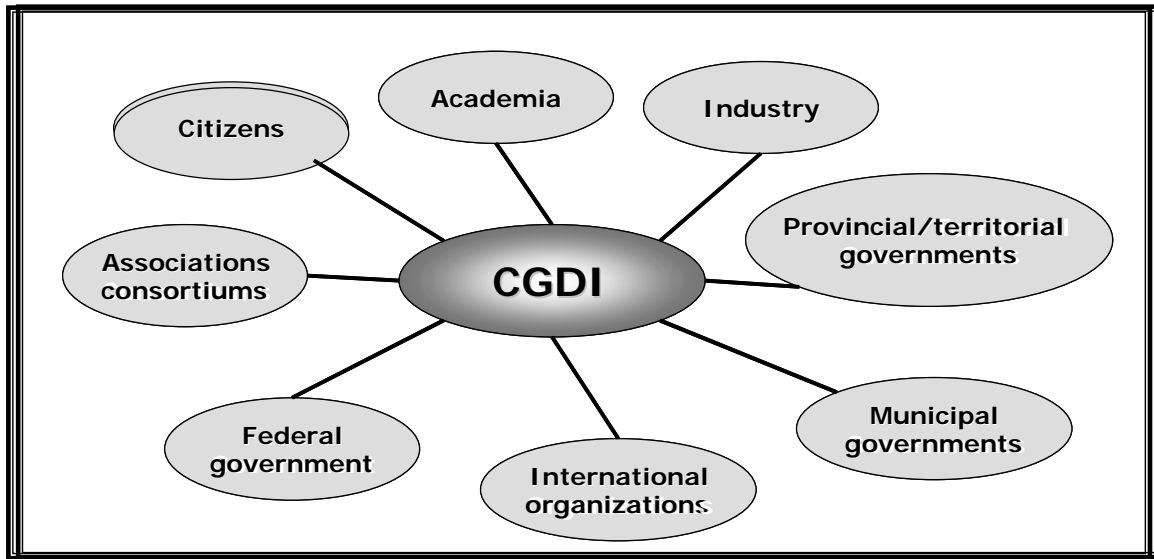 Academia
Industry
Citizens
Provincial/territorial
governments
Associations
consortiums
CGDI
Municipal
governments
Federal
government
International
organizations